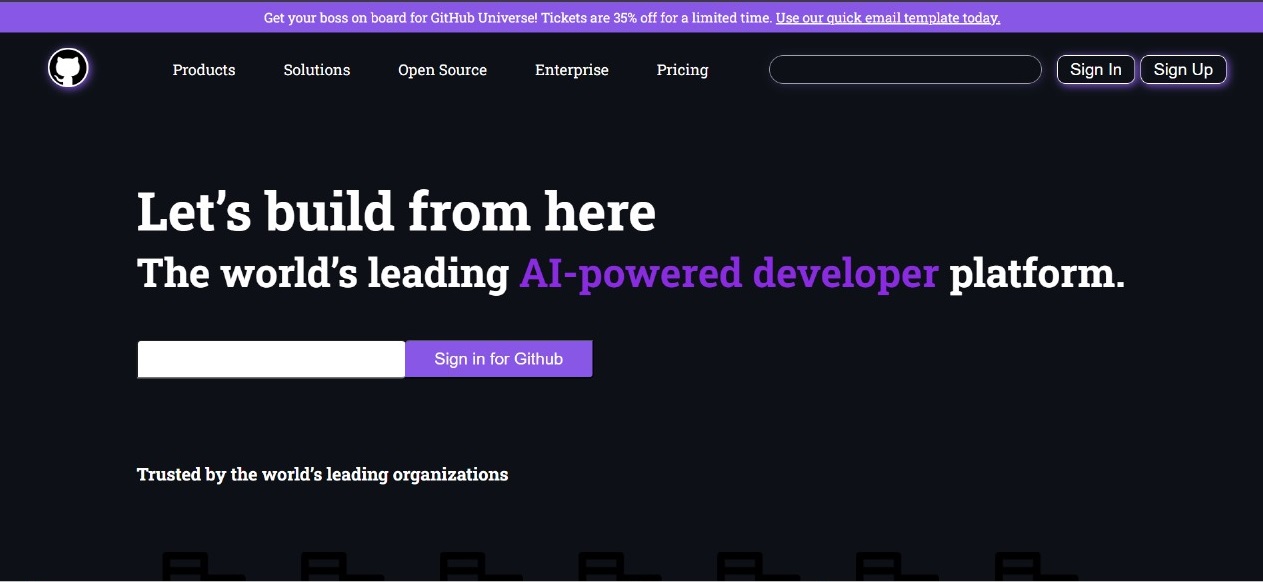 Get your boss on board for GitHub Universe! Tickets are 35% off for a limited time. Use our quick email template today.
Products Solutions Open Source Enterprise Pricing Sign In Sign Up
Let’s build from here
The world’s leading AI-powered developer platform.
Sign in for Github
Trusted by the world’s leading organizations